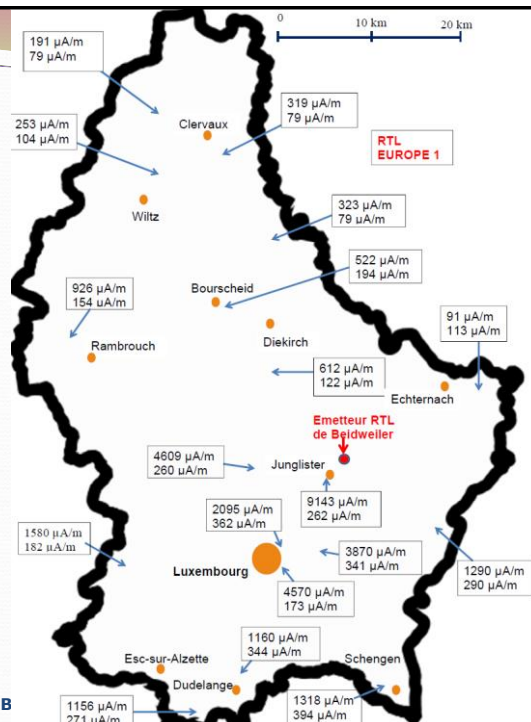 0 10 km 20 km
191 µA/m
79 µA/m
319 µA/m
79 µA/m
Clervaux
253 µA/m
104 µA/m
RTL
EUROPE 1
Wiltz
323 µA/m
79 µA/m
522 µA/m
194 µA/m
Bourscheid
926 µA/m
154 µA/m
91 µA/m
113 µA/m
Diekirch
Rambrouch
612 µA/m
122 µA/m
Echternach
Emetteur RTL
de Beidweiler
4609 µA/m
260 µA/m
Junglister
9143 µA/m
262 µA/m
2095 µA/m
362 µA/m
1580 µA/m
182 µA/m
3870 µA/m
341 µA/m
Luxembourg
1290 µA/m
290 µA/m
4570 µA/m
173 µA/m
1160 µA/m
344 µA/m
Esc-sur-Alzette
Schengen
Dudelange
B
1156 µA/m
271 µA/m
1318 µA/m
394 µA/m